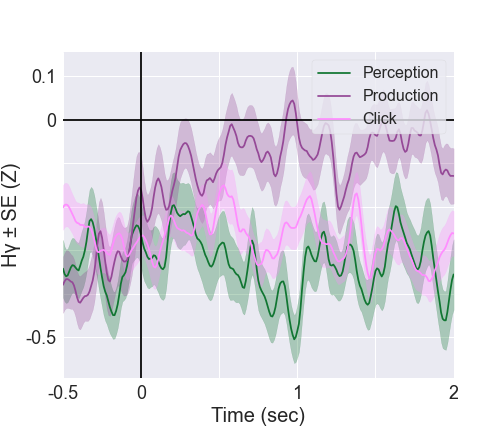 0.1
0
-0.5
Hγ ± SE (Z)
Perception
Production
Click
-0.5
0
1
2
Time (sec)